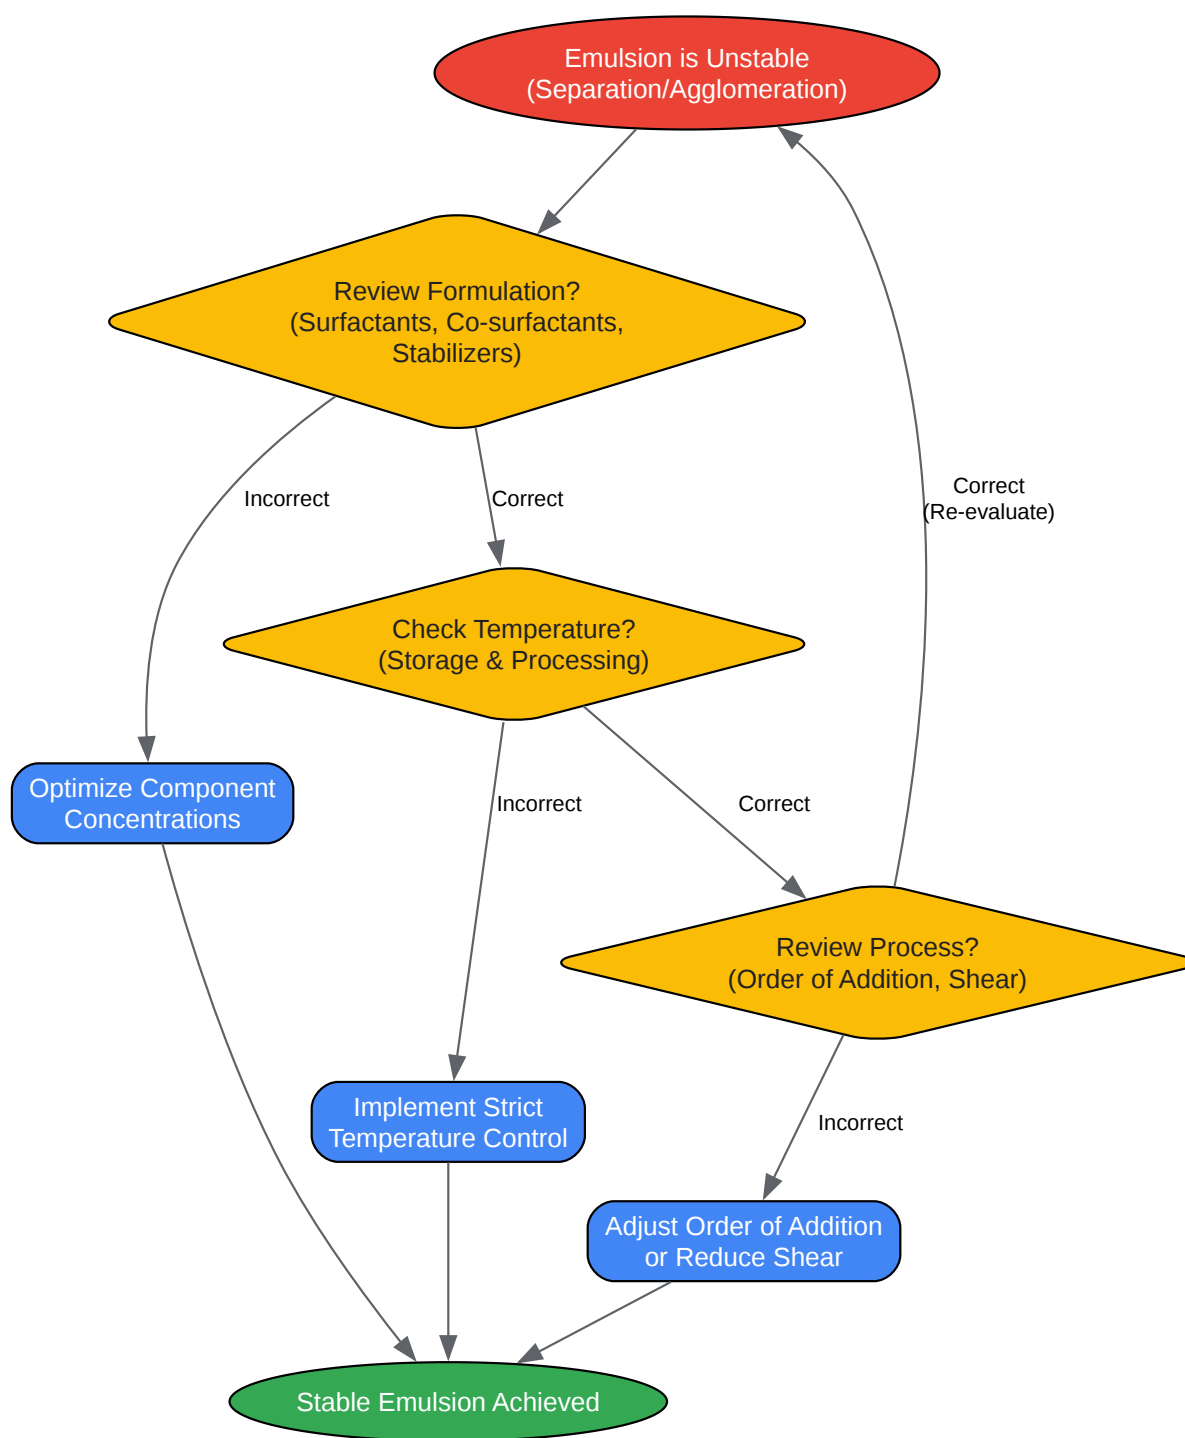 Emulsion is Unstable
(Separation/Agglomeration)
Review Formulation?
(Surfactants, Co-surfactants,
Stabilizers)
Incorrect
Correct
Correct
(Re-evaluate)
Check Temperature?
(Storage & Processing)
Optimize Component
Concentrations
Incorrect
Correct
Review Process?
(Order of Addition, Shear)
Implement Strict
Temperature Control
Incorrect
Adjust Order of Addition
or Reduce Shear
Stable Emulsion Achieved